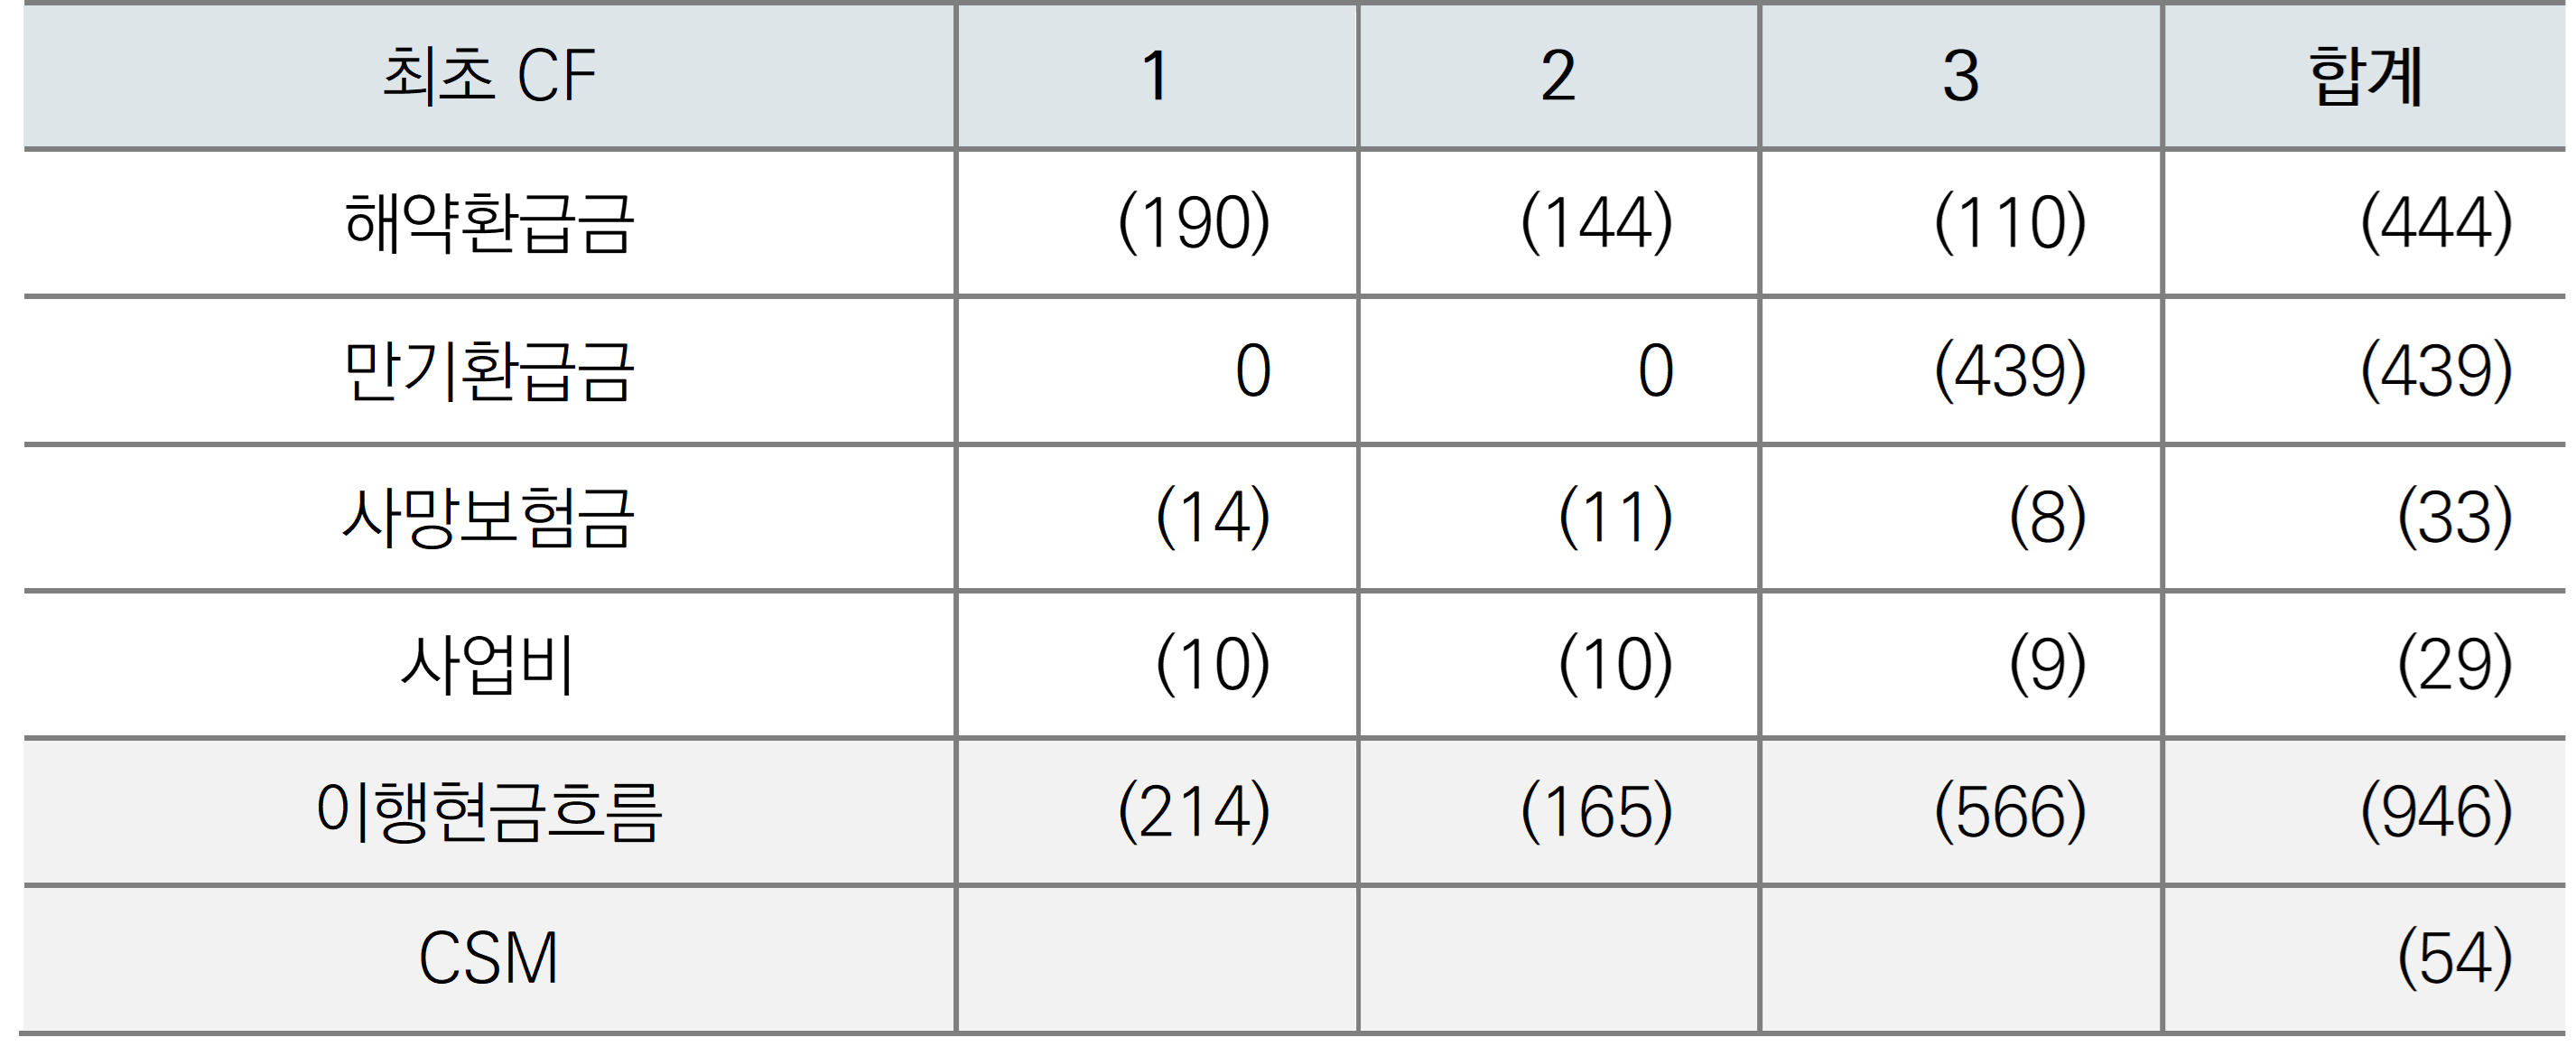 최초 CF 1 2 3 합계
해약환급금 (190) (144) (110) (444)
만기환급금 0 0 (439) (439)
사망보험금 (14) (11) (8) (33)
사업비 (10) (10) (9) (29)
이행현금흐름 (214) (165) (566) (946)
CSM (54)